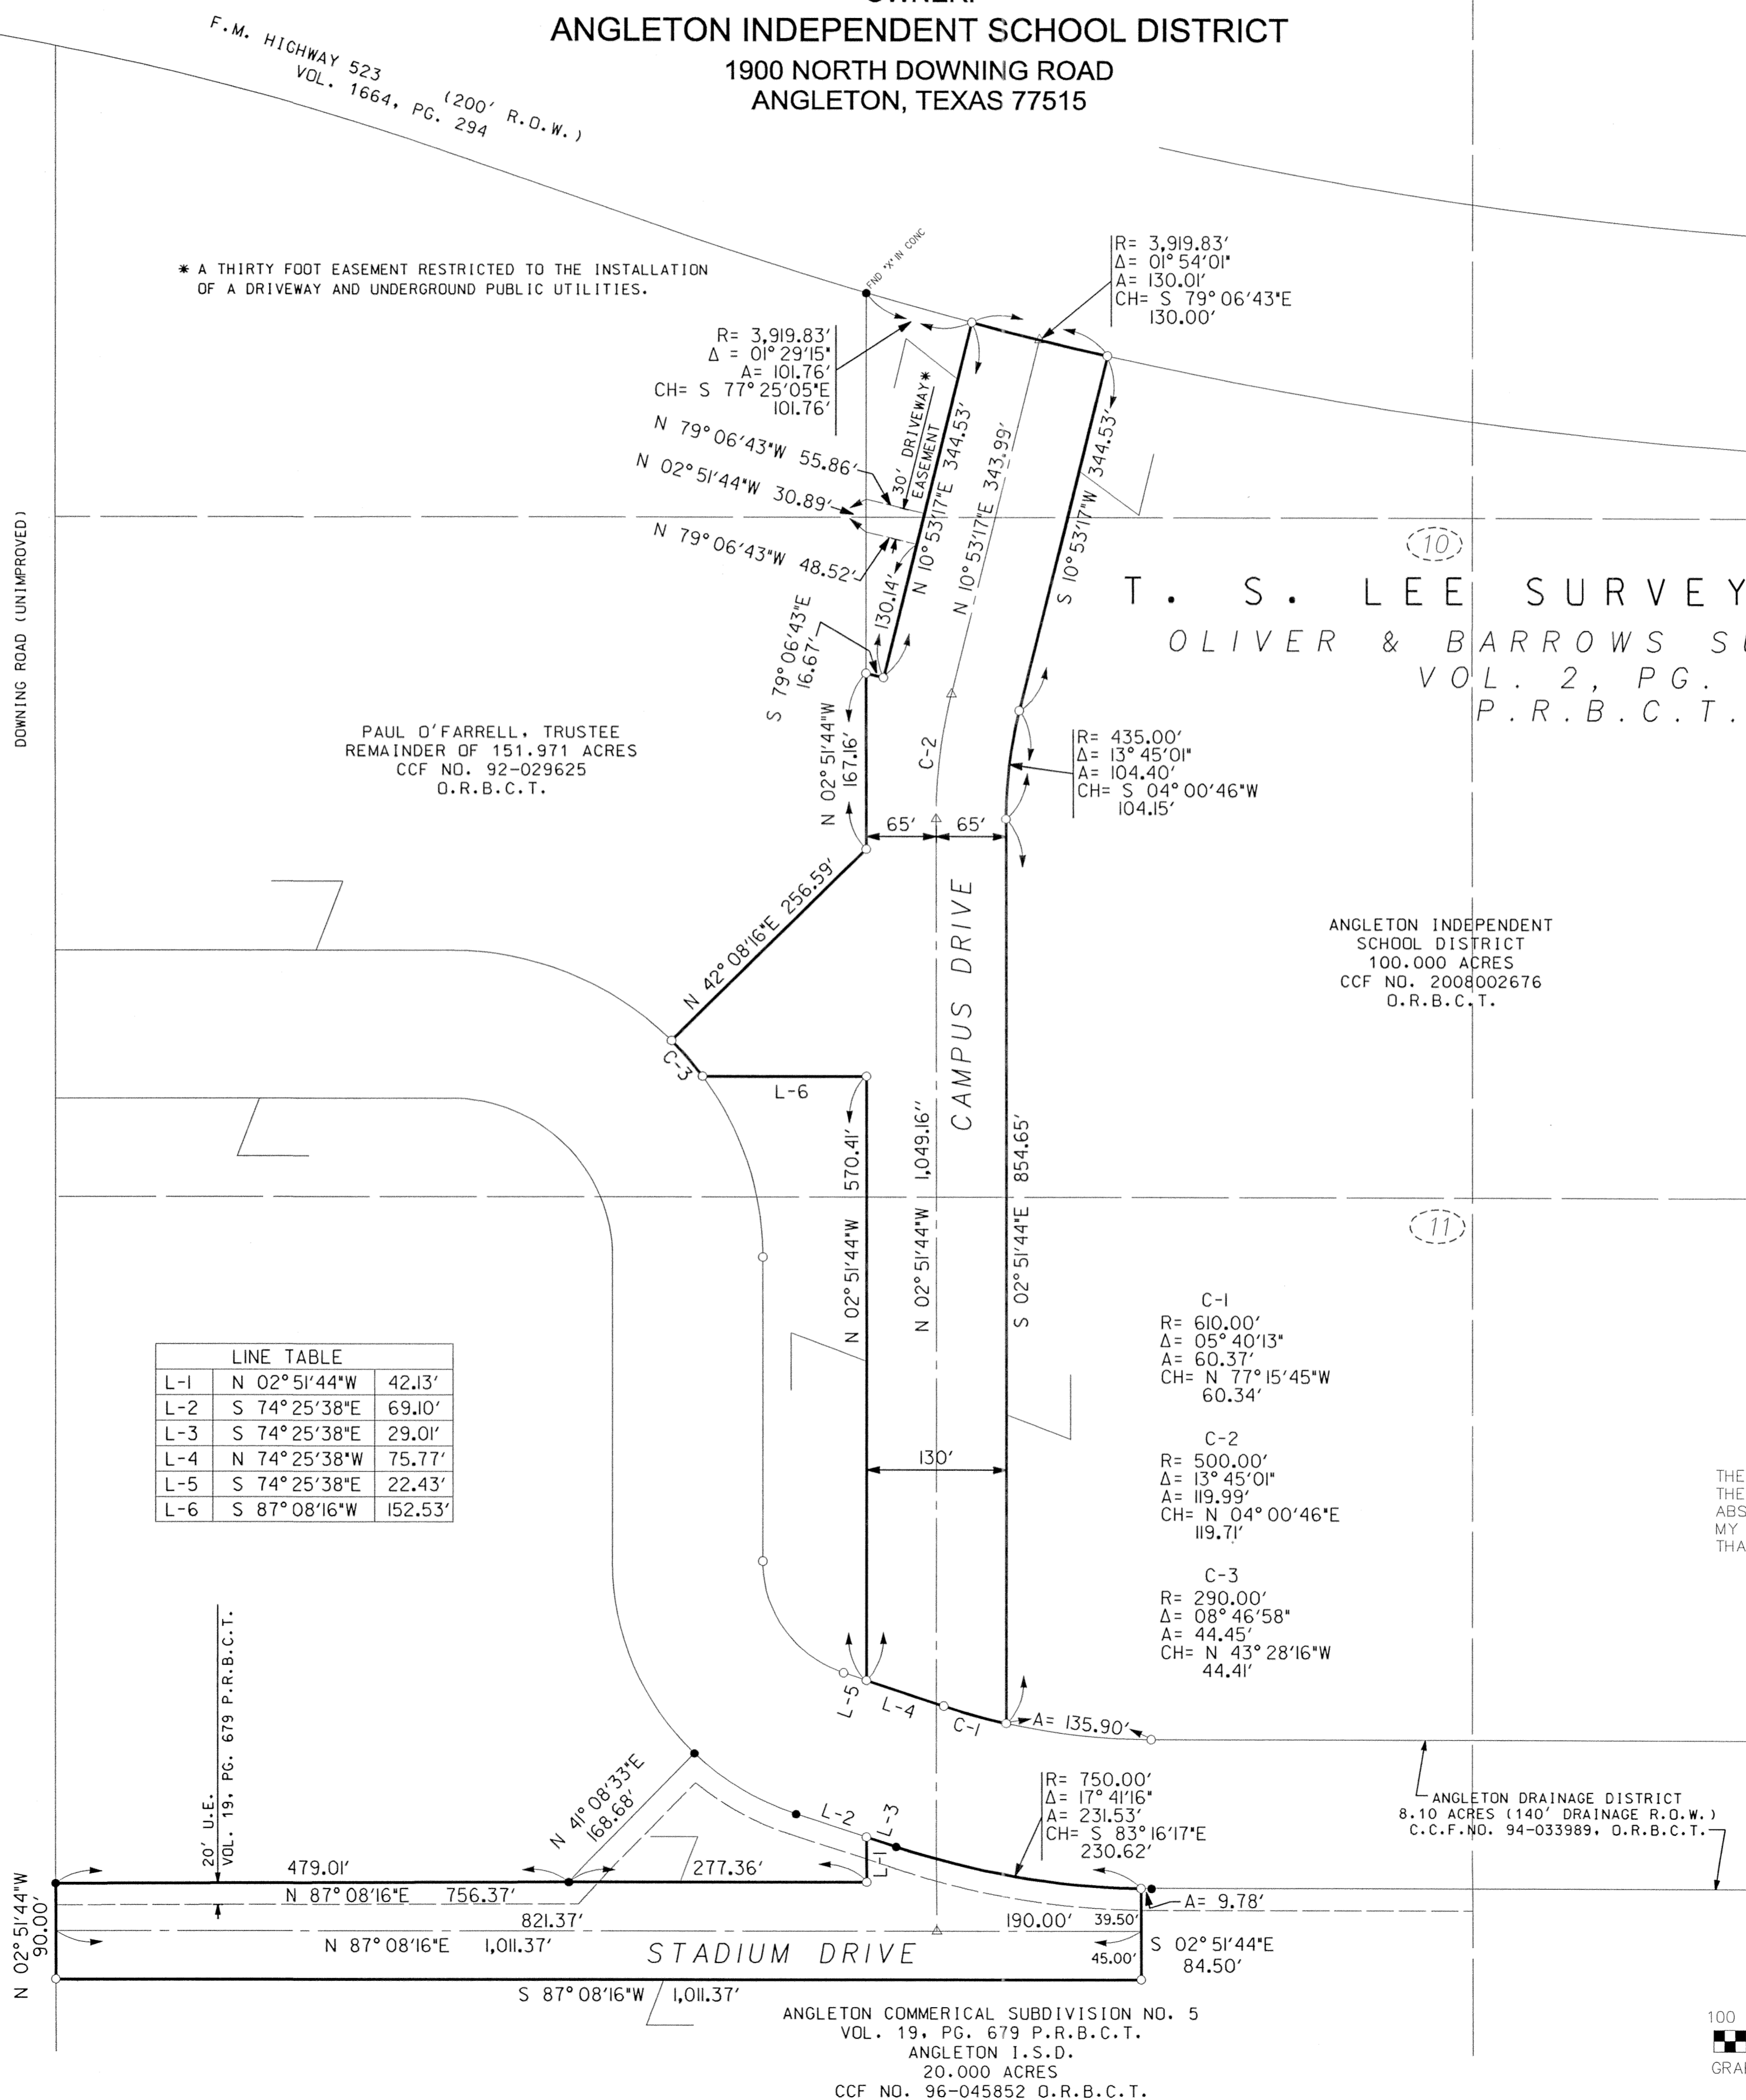 ANGLETON INDEPENDENT SCHOOL DISTRICT
1900 NORTH DOWNING ROAD
ANGLETON, TEXAS 77515
F.M. HIGHWAY 523
(200' R.O.W.)
VOL. 1664, PG. 294
FND "X" IN CONC
* A THIRTY FOOT EASEMENT RESTRICTED TO THE INSTALLATION
OF A DRIVEWAY AND UNDERGROUND PUBLIC UTILITIES.
R= 3,919.83'
Δ= 01°54'01"
A= 130.01'
CH= S 79°06'43"E
130.00'
R= 3,919.83'
Δ = 01°29'15"
A= 101.76'
CH= S 77°25'05"E
101.76'
N 79°06'43"W 55.86'
N 02°51'44"W 30.89'
N 79°06'43"W 48.52'
30' DRIVEWAY*
EASEMENT
N 10°53'17"E 344.53'
N 10°53'17"E 343.99'
S 10°53'17"W 344.53'
130.14'
S 79°06'43"E
16.67'
DOWNING ROAD (UNIMPROVED)
10
T. S. LEE SURVEY
OLIVER & BARROWS
VOL. 2, PG.
P.R.B.C.T.
PAUL O'FARRELL, TRUSTEE
REMAINDER OF 151.971 ACRES
CCF NO. 92-029625
O.R.B.C.T.
N 02°51'44"W
167.16'
C-2
R= 435.00'
Δ= 13°45'01"
A= 104.40'
CH= S 04°00'46"W
104.15'
65'
65'
N 42°08'16"E 256.59'
CAMPUS DRIVE
ANGLETON INDEPENDENT
SCHOOL DISTRICT
100.000 ACRES
CCF NO. 2008002676
O.R.B.C.T.
C-3
L-6
N 02°51'44"W 570.41'
N 02°51'44"W 1,049.16''
S 02°51'44"E 854.65'
11
LINE TABLE
L-1 N 02°51'44"W 42.13'
L-2 S 74°25'38"E 69.10'
L-3 S 74°25'38"E 29.01'
L-4 N 74°25'38"W 75.77'
L-5 S 74°25'38"E 22.43'
L-6 S 87°08'16"W 152.53'
C-1
R= 610.00'
Δ= 05°40'13"
A= 60.37'
CH= N 77°15'45"W
60.34'
C-2
R= 500.00'
Δ= 13°45'01"
A= 119.99'
CH= N 04°00'46"E
119.71'
C-3
R= 290.00'
Δ= 08°46'58"
A= 44.45'
CH= N 43°28'16"W
44.41'
130'
THE
THE
ABS
MY
THA
L-5
L-4
C-1
A= 135.90'
20' U.E.
VOL. 19, PG. 679 P.R.B.C.T.
N 41°08'33"E
168.68'
L-2
L-3
L-1
R= 750.00'
Δ= 17°41'16"
A= 231.53'
CH= S 83°16'17"E
230.62'
ANGLETON DRAINAGE DISTRICT
8.10 ACRES (140' DRAINAGE R.O.W.)
C.C.F.NO. 94-033989, O.R.B.C.T.
479.01'
277.36'
N 87°08'16"E 756.37'
A= 9.78'
N 02°51'44"W
90.00'
821.37'
190.00'
39.50'
N 87°08'16"E 1,011.37'
STADIUM DRIVE
45.00'
S 02°51'44"E
84.50'
S 87°08'16"W 1,011.37'
ANGLETON COMMERICAL SUBDIVISION NO. 5
VOL. 19, PG. 679 P.R.B.C.T.
ANGLETON I.S.D.
20.000 ACRES
CCF NO. 96-045852 O.R.B.C.T.
100